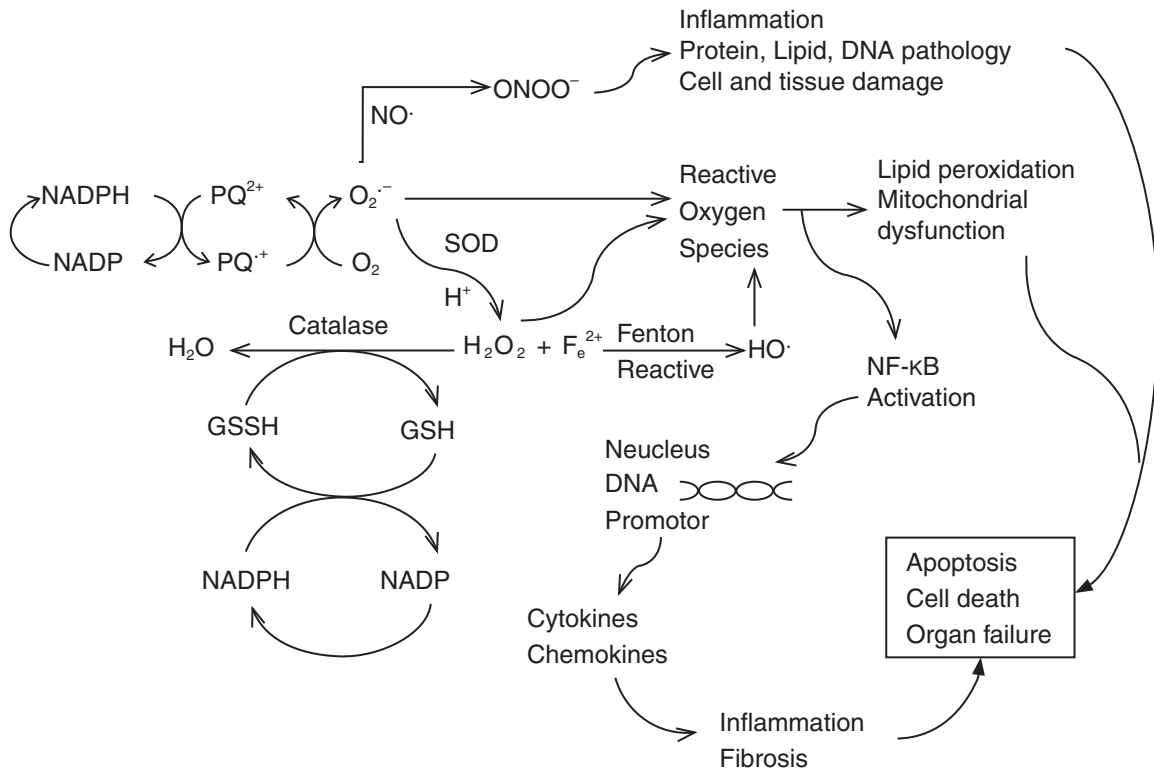 Inflammation
Protein, Lipid, DNA pathology
Cell and tissue damage
ONOO⁻
NO·
NADPH
PQ²⁺
O₂·⁻
NADP
PQ·⁺
O₂
Reactive
Oxygen
Species
Lipid peroxidation
Mitochondrial
dysfunction
SOD
H⁺
Catalase
H₂O
H₂O₂ + Fₑ²⁺
Fenton
Reactive
HO·
NF-κB
Activation
GSSH
GSH
Neucleus
DNA
Promotor
NADPH
NADP
Cytokines
Chemokines
Apoptosis
Cell death
Organ failure
Inflammation
Fibrosis